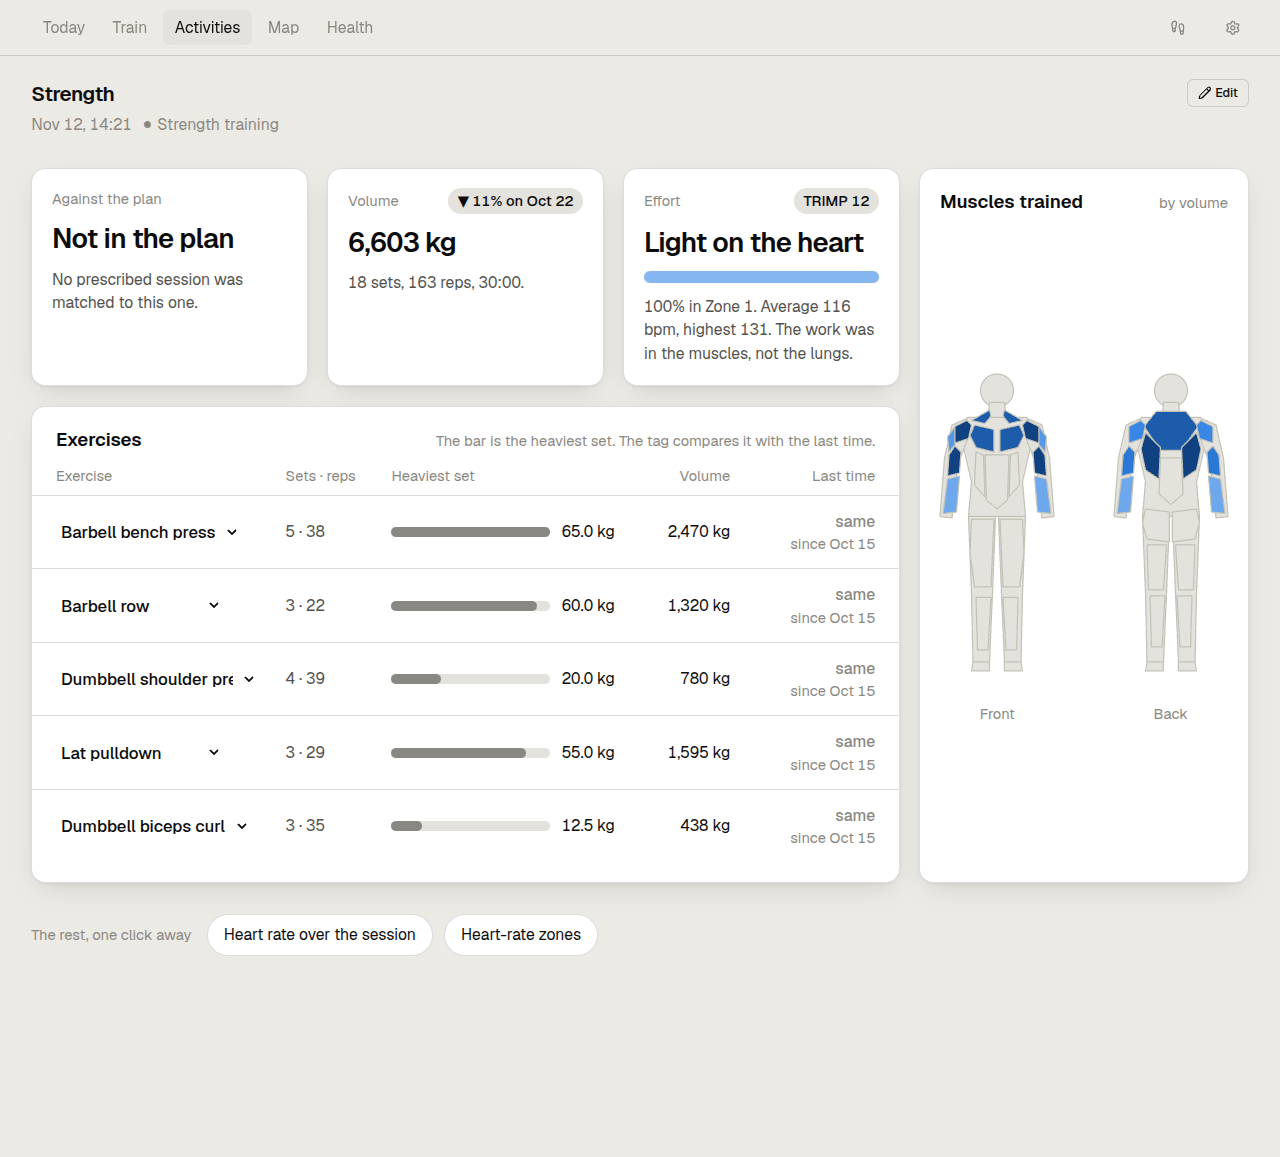 Today Train Activities Map Health
Strength
Edit
Nov 12, 14:21 • Strength training
Against the plan
Not in the plan
No prescribed session was
matched to this one.
Volume
▼ 11% on Oct 22
6,603 kg
18 sets, 163 reps, 30:00.
Effort
TRIMP 12
Light on the heart
100% in Zone 1. Average 116
bpm, highest 131. The work was
in the muscles, not the lungs.
Muscles trained
by volume
Front
Back
Exercises
The bar is the heaviest set. The tag compares it with the last time.
Exercise Sets · reps Heaviest set Volume Last time
Barbell bench press 5 · 38 65.0 kg 2,470 kg same
since Oct 15
Barbell row 3 · 22 60.0 kg 1,320 kg same
since Oct 15
Dumbbell shoulder pre 4 · 39 20.0 kg 780 kg same
since Oct 15
Lat pulldown 3 · 29 55.0 kg 1,595 kg same
since Oct 15
Dumbbell biceps curl 3 · 35 12.5 kg 438 kg same
since Oct 15
The rest, one click away Heart rate over the session Heart-rate zones